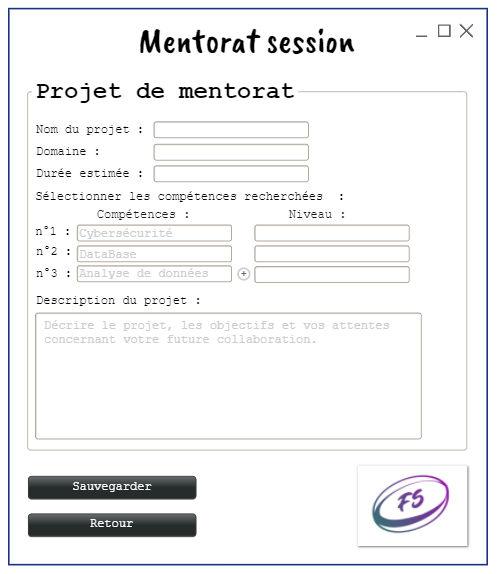 Mentorat session
Projet de mentorat
Nom du projet :
Domaine :
Durée estimée :
Sélectionner les compétences recherchées  :
Compétences : Niveau :
n°1 : Cybersécurité
n°2 : DataBase
n°3 : Analyse de données +
Description du projet :
Décrire le projet, les objectifs et vos attentes
concernant votre future collaboration.
Sauvegarder
Retour
FS